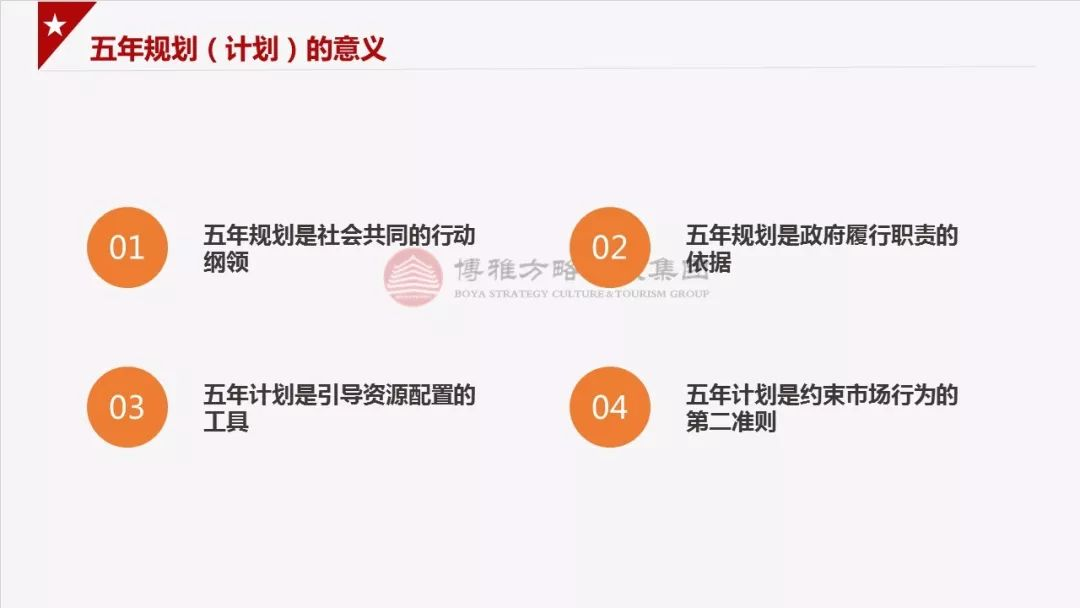 五年规划（计划）的意义
01
五年规划是社会共同的行动
纲领
02
五年规划是政府履行职责的
依据
博雅方略
集团
BOYA STRATEGY CULTURE & TOURISM GROUP
03
五年计划是引导资源配置的
工具
04
五年计划是约束市场行为的
第二准则